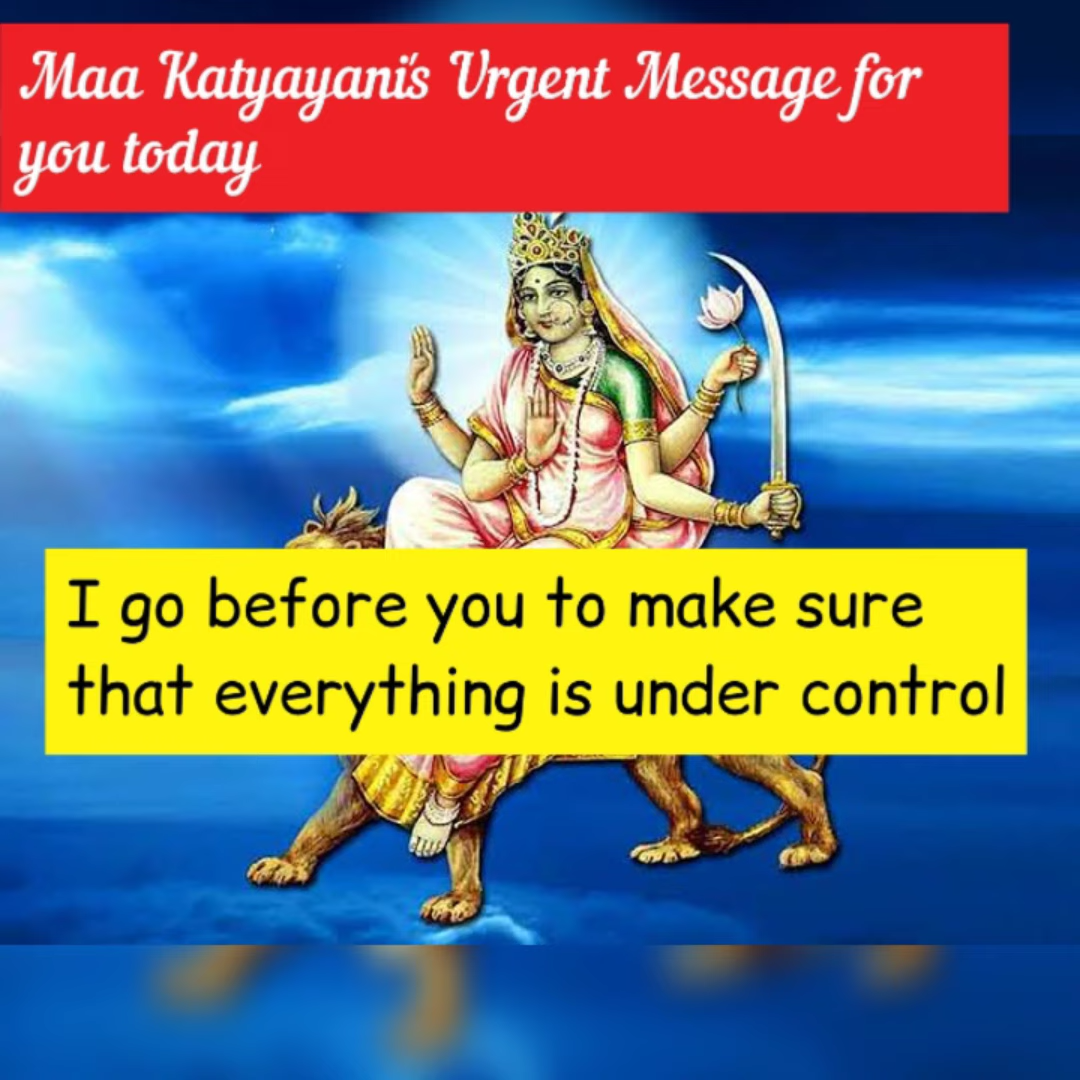 Maa Katyayani's Urgent Message for
you today
I go before you to make sure
that everything is under control